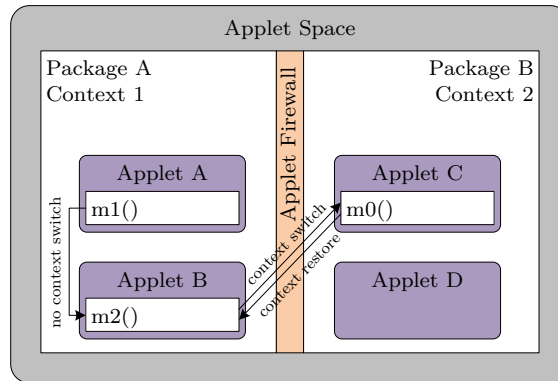 Applet Space
Package A
Context 1
Applet Firewall
Package B
Context 2
Applet A
m1()
Applet C
m0()
no context switch
context switch
context restore
Applet B
m2()
Applet D